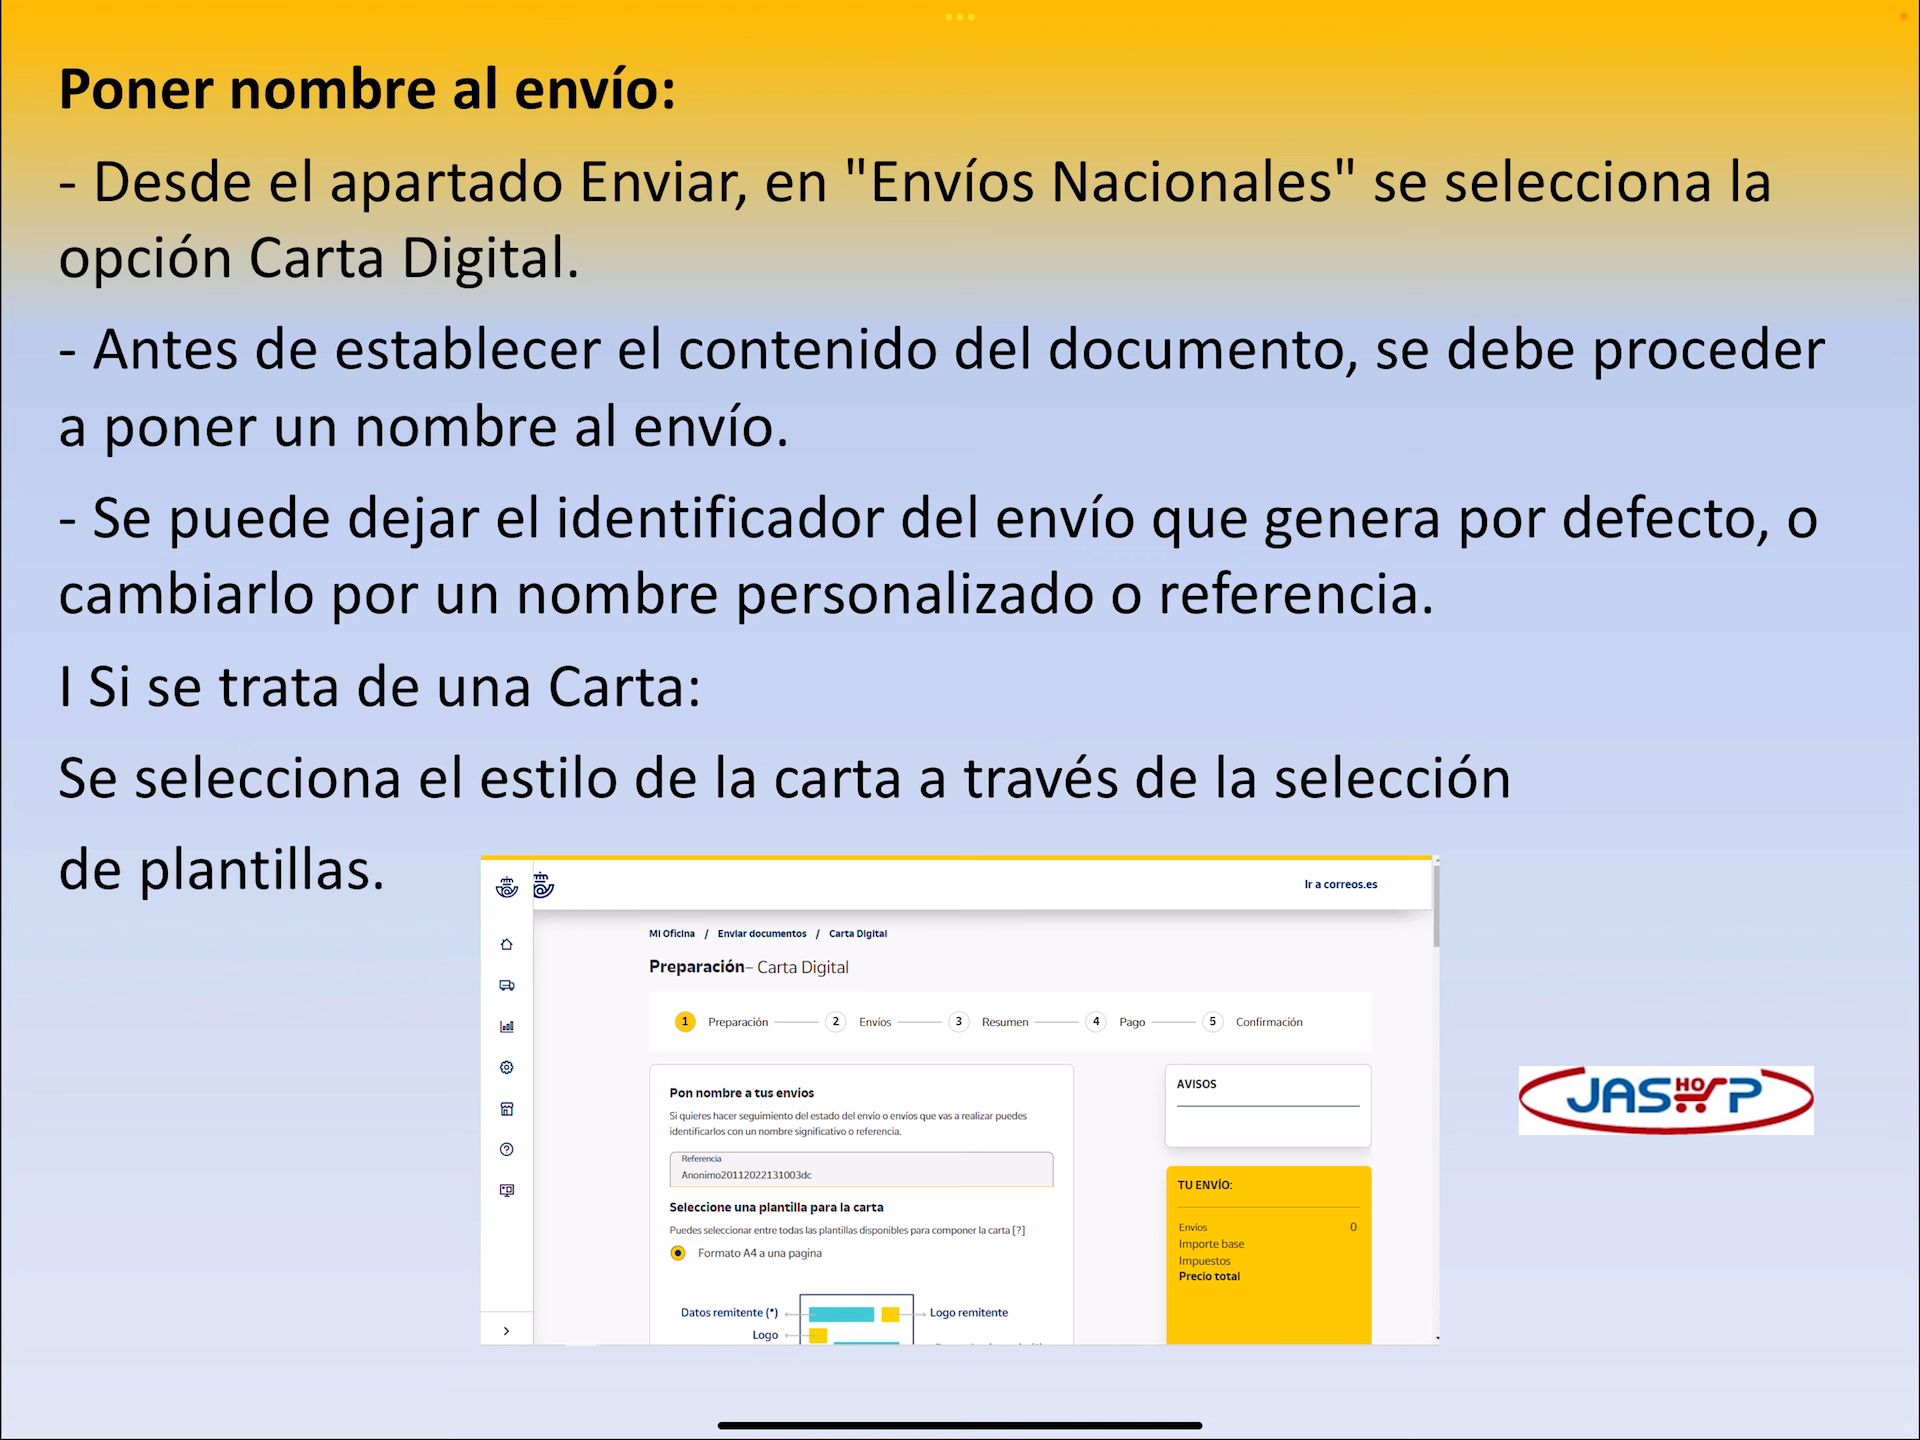 Poner nombre al envío:
- Desde el apartado Enviar, en "Envíos Nacionales" se selecciona la
opción Carta Digital.
- Antes de establecer el contenido del documento, se debe proceder
a poner un nombre al envío.
- Se puede dejar el identificador del envío que genera por defecto, o
cambiarlo por un nombre personalizado o referencia.
I Si se trata de una Carta:
Se selecciona el estilo de la carta a través de la selección
de plantillas.
Ir a correos.es
Mi Oficina / Enviar documentos / Carta Digital
Preparación– Carta Digital
1 Preparación 2 Envíos 3 Resumen 4 Pago 5 Confirmación
Pon nombre a tus envíos
Si quieres hacer seguimiento del estado del envío o envíos que vas a realizar puedes
identificarlos con un nombre significativo o referencia.
Referencia
Anonimo20112022131003dc
Seleccione una plantilla para la carta
Puedes seleccionar entre todas las plantillas disponibles para componer la carta [?]
Formato A4 a una pagina
Datos remitente (*)
Logo remitente
Logo
AVISOS
TU ENVÍO:
Envíos 0
Importe base
Impuestos
Precio total
JASHOP